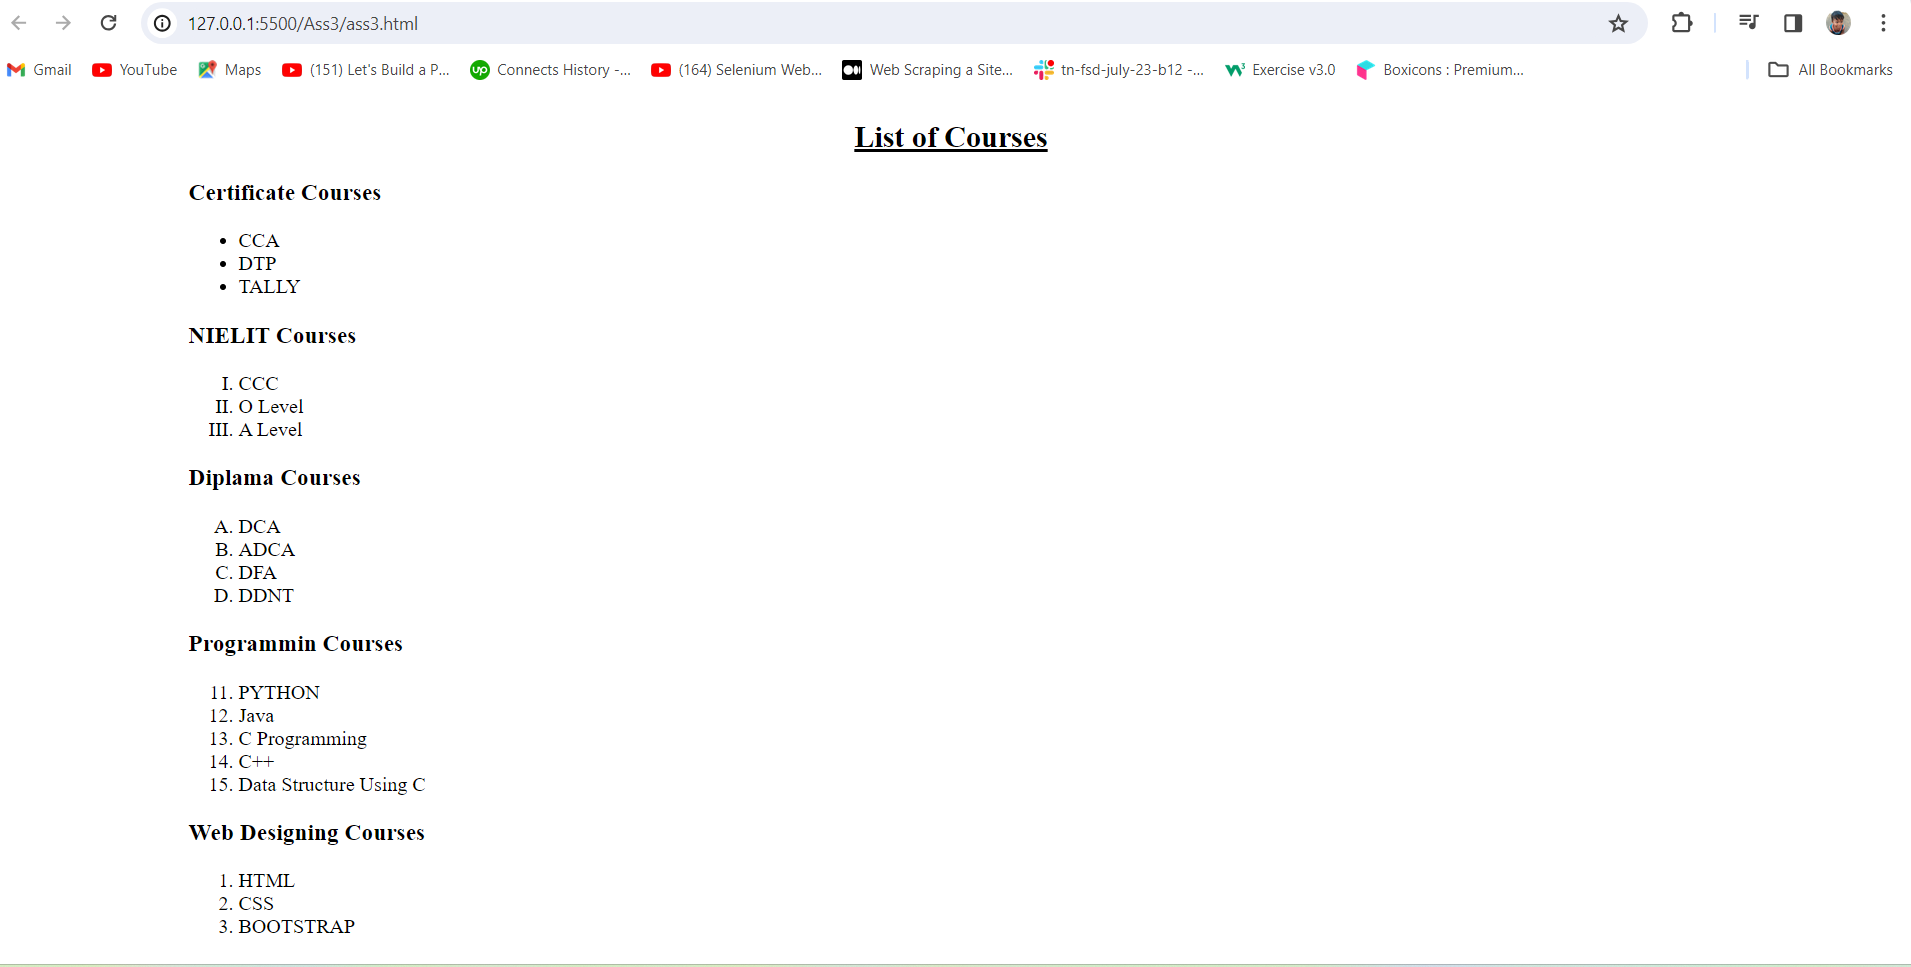 127.0.0.1:5500/Ass3/ass3.html
Gmail YouTube Maps (151) Let's Build a P... up Connects History -... (164) Selenium Web... Web Scraping a Site... tn-fsd-july-23-b12 -... W3 Exercise v3.0 Boxicons : Premium... All Bookmarks
List of Courses
Certificate Courses
• CCA
• DTP
• TALLY
NIELIT Courses
I. CCC
II. O Level
III. A Level
Diplama Courses
A. DCA
B. ADCA
C. DFA
D. DDNT
Programmin Courses
11. PYTHON
12. Java
13. C Programming
14. C++
15. Data Structure Using C
Web Designing Courses
1. HTML
2. CSS
3. BOOTSTRAP